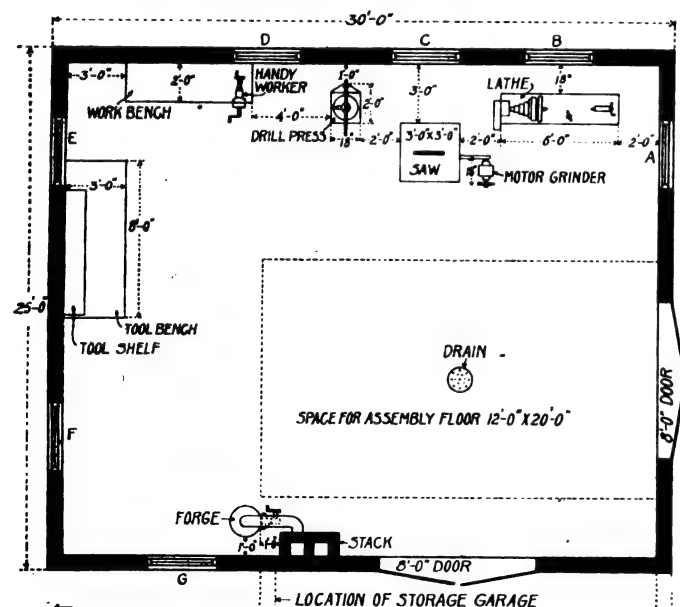 30'-0"
D
C
B
3'-0"
2'-0"
HANDY
WORKER
1'-0"
3'-0"
18"
LATHE
WORK BENCH
2'-0"
4'-0"
DRILL PRESS
18"
2'-0"
3'-0"X3'-0"
SAW
2'-0"
6'-0"
2'-0"
A
E
MOTOR GRINDER
3'-0"
8'-0"
25'-0"
TOOL BENCH
TOOL SHELF
DRAIN
SPACE FOR ASSEMBLY FLOOR 12'-0"X20'-0"
8'-0" DOOR
F
FORGE
1'-0"
STACK
8'-0" DOOR
G
LOCATION OF STORAGE GARAGE